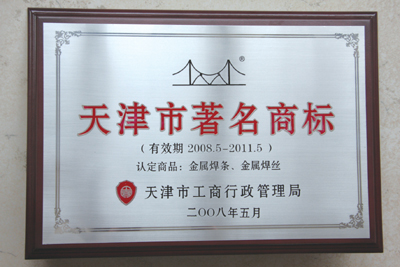 ®
天津市著名商标
（有效期 2008.5-2011.5）
认定商品：金属焊条、金属焊丝
天津市工商行政管理局
二〇〇八年五月